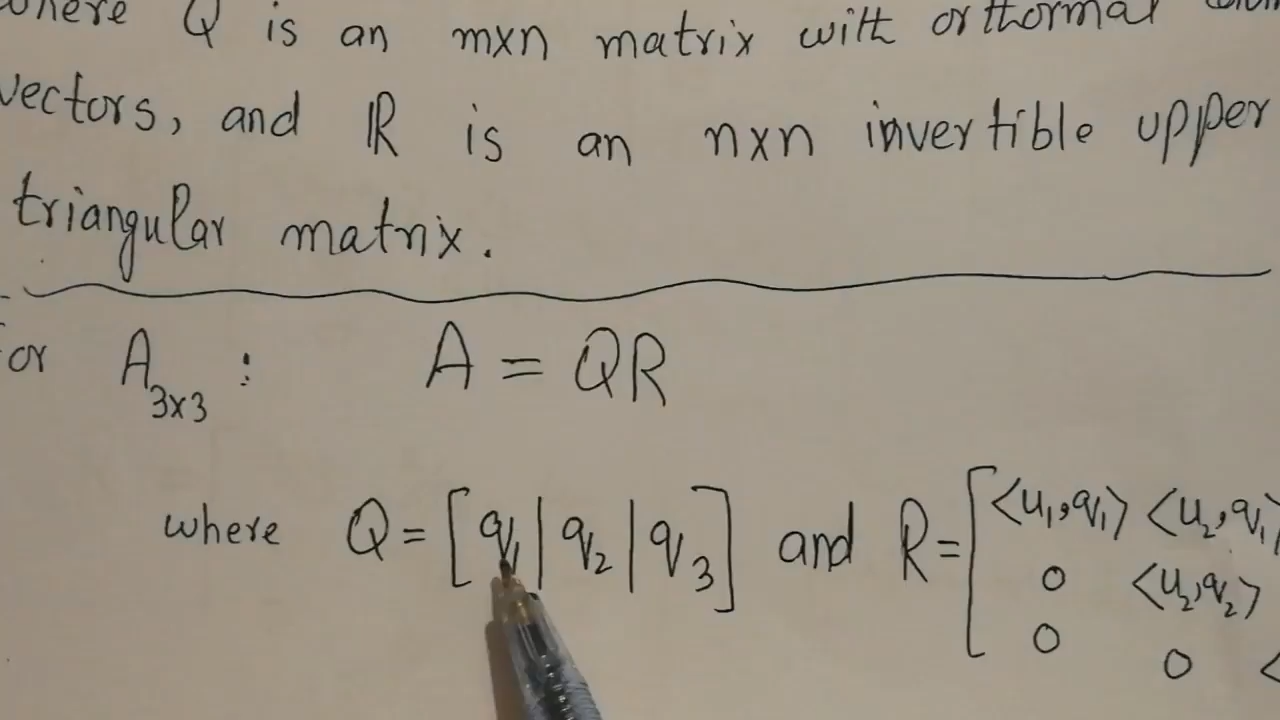 where Q is an mxn matrix with orthormal
vectors, and R is an nxn invertible upper
triangular matrix.
For A₃ₓ₃ : A = QR
where Q = [q₁ | q₂ | q₃] and R = [<u₁,q₁> <u₂,q₁>
0 <u₂,q₂>
0 0 <